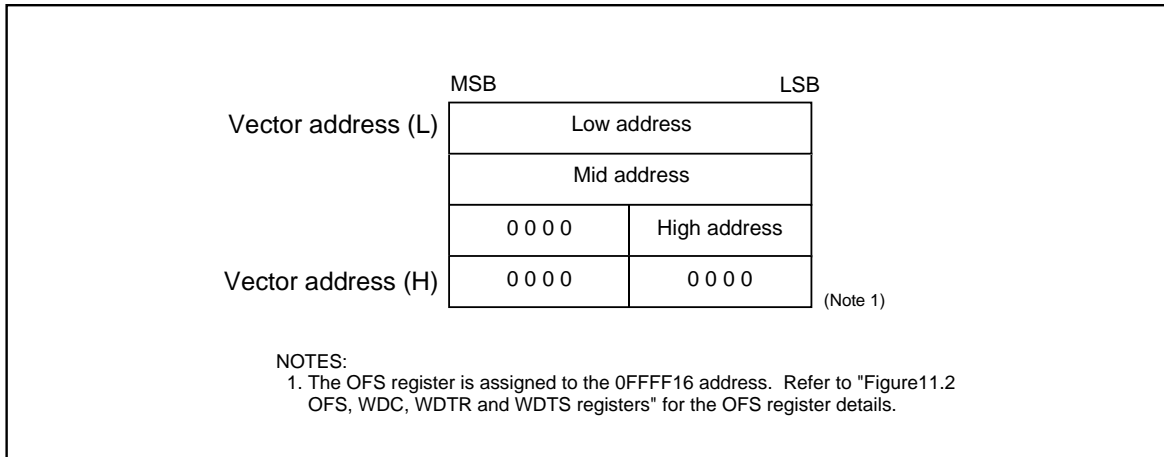 MSB LSB
Vector address (L) Low address
Mid address
0 0 0 0 High address
Vector address (H) 0 0 0 0 0 0 0 0 (Note 1)
NOTES:
1. The OFS register is assigned to the 0FFFF16 address. Refer to "Figure11.2
OFS, WDC, WDTR and WDTS registers" for the OFS register details.